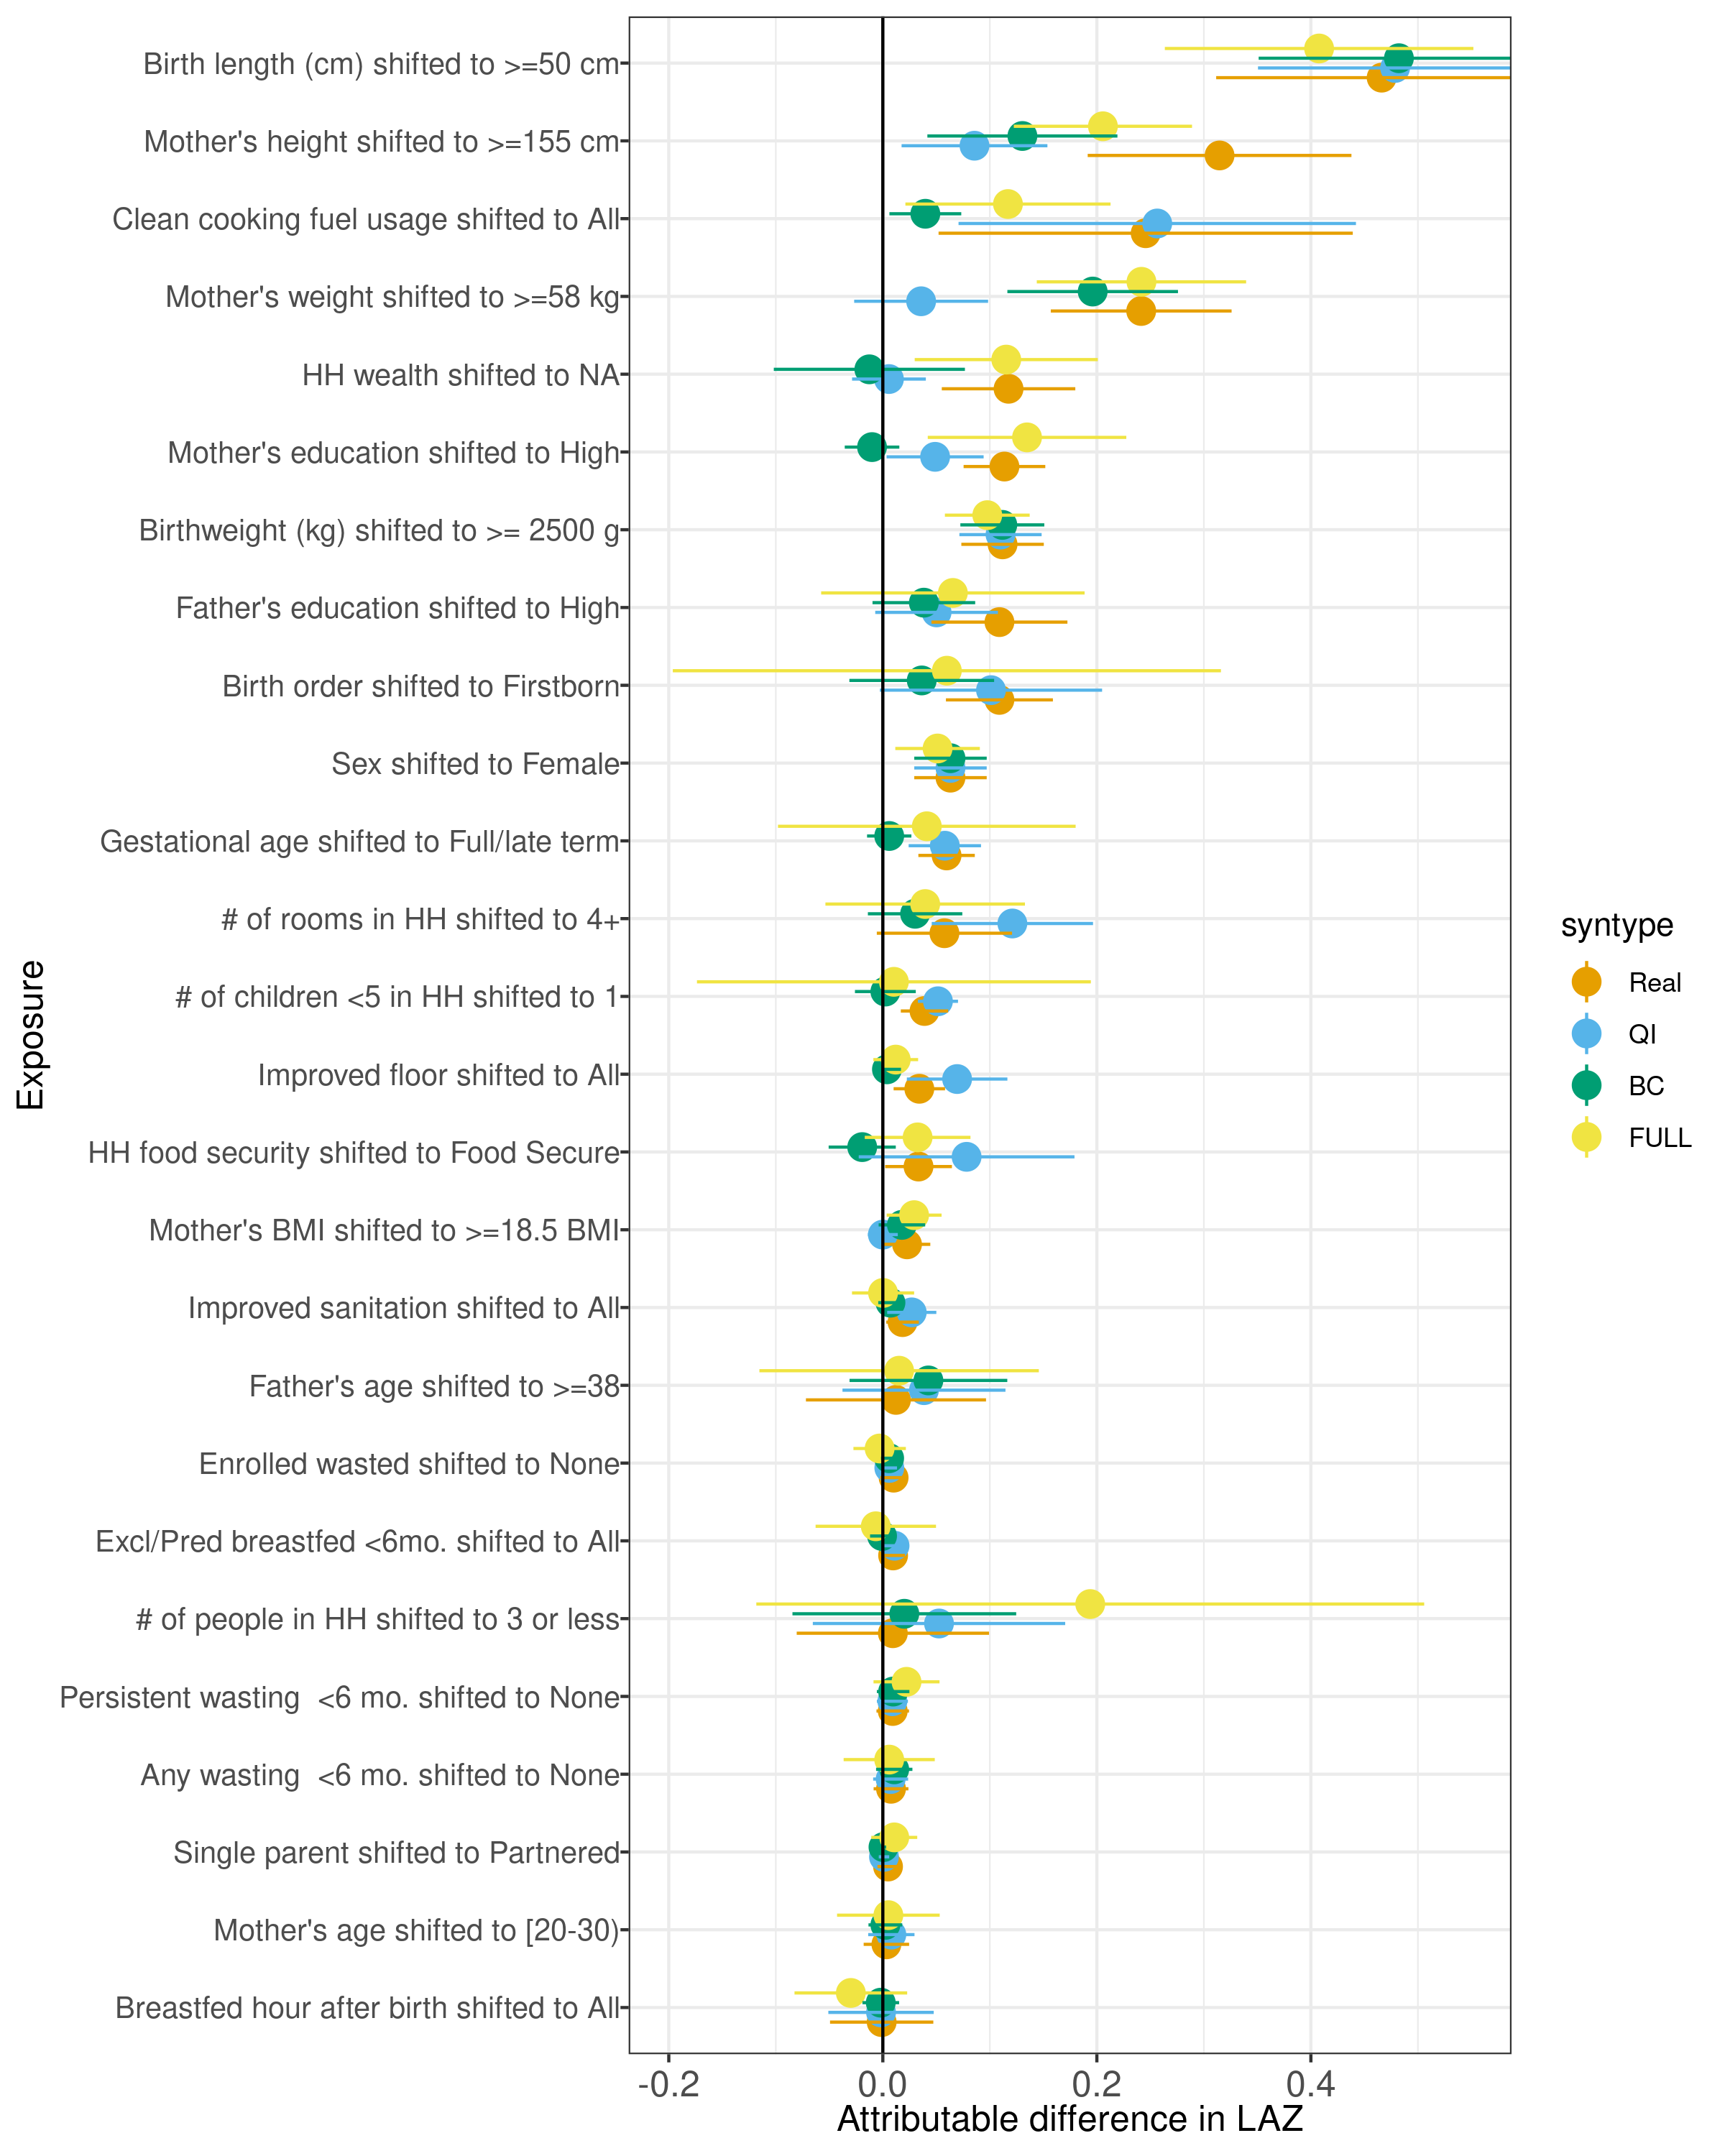 Birth length (cm) shifted to >=50 cm
Mother's height shifted to >=155 cm
Clean cooking fuel usage shifted to All
Mother's weight shifted to >=58 kg
HH wealth shifted to NA
Mother's education shifted to High
Birthweight (kg) shifted to >= 2500 g
Father's education shifted to High
Birth order shifted to Firstborn
Sex shifted to Female
Gestational age shifted to Full/late term
# of rooms in HH shifted to 4+
# of children <5 in HH shifted to 1
Improved floor shifted to All
HH food security shifted to Food Secure
Mother's BMI shifted to >=18.5 BMI
Improved sanitation shifted to All
Father's age shifted to >=38
Enrolled wasted shifted to None
Excl/Pred breastfed <6mo. shifted to All
# of people in HH shifted to 3 or less
Persistent wasting  <6 mo. shifted to None
Any wasting  <6 mo. shifted to None
Single parent shifted to Partnered
Mother's age shifted to [20-30)
Breastfed hour after birth shifted to All
Exposure
-0.2 0.0 0.2 0.4
Attributable difference in LAZ
syntype
Real
QI
BC
FULL